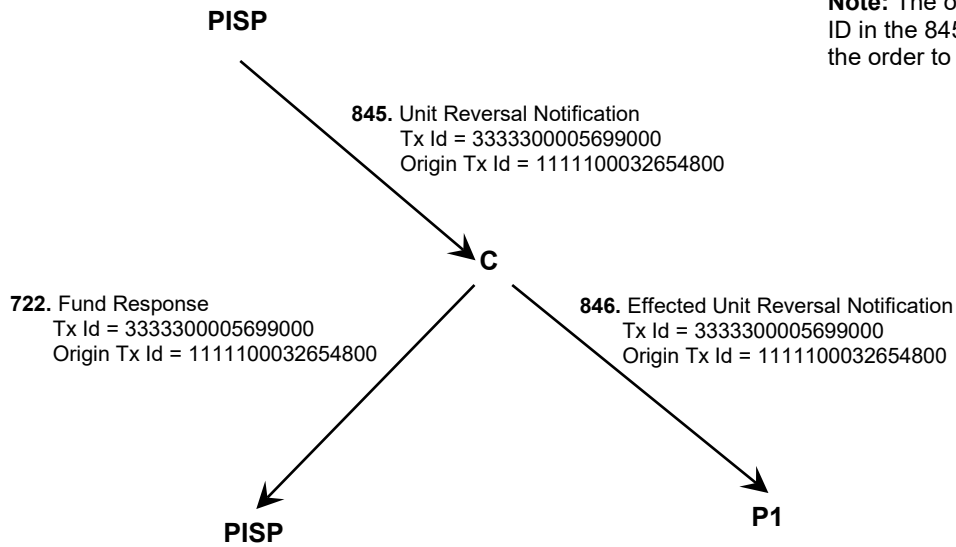 PISP
Note: The o
ID in the 845
the order to
845. Unit Reversal Notification
Tx Id = 3333300005699000
Origin Tx Id = 1111100032654800
C
722. Fund Response
Tx Id = 3333300005699000
Origin Tx Id = 1111100032654800
846. Effected Unit Reversal Notification
Tx Id = 3333300005699000
Origin Tx Id = 1111100032654800
PISP
P1